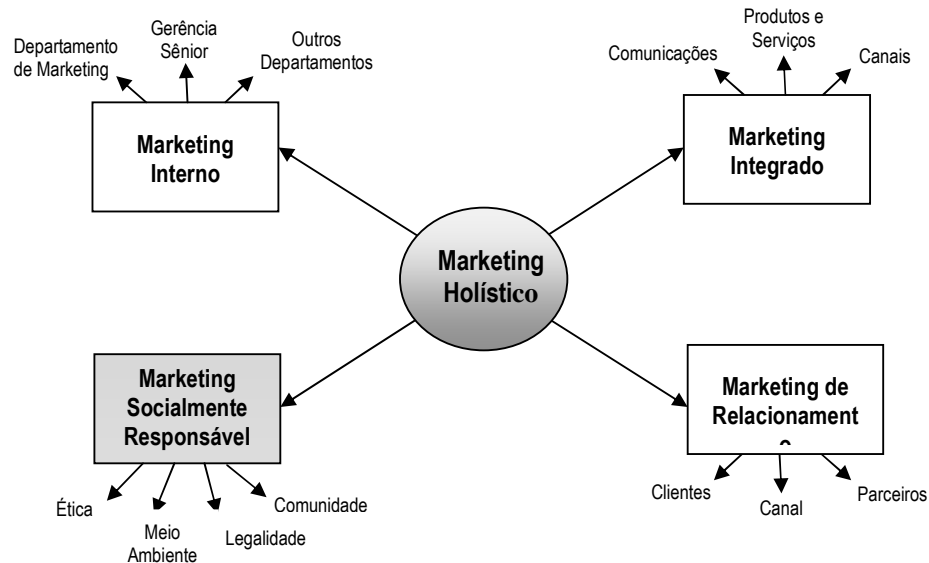 Departamento
de Marketing
Gerência
Sênior
Outros
Departamentos
Marketing
Interno
Comunicações
Produtos e
Serviços
Canais
Marketing
Integrado
Marketing
Holístico
Marketing
Socialmente
Responsável
Ética
Meio
Ambiente
Legalidade
Comunidade
Marketing de
Relacionament
o
Clientes
Canal
Parceiros